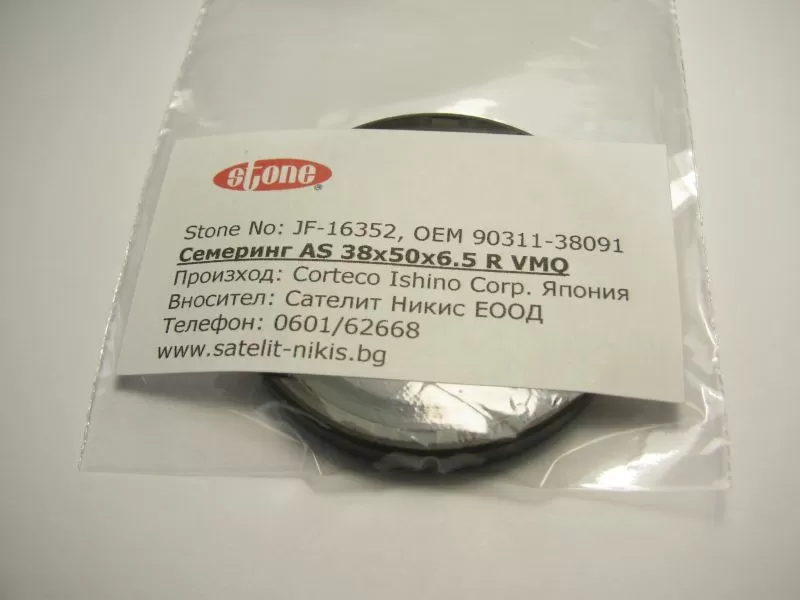 stone®
Stone No: JF-16352, OEM 90311-38091
Семеринг AS 38x50x6.5 R VMQ
Произход: Corteco Ishino Corp. Япония
Вносител: Сателит Никис ЕООД
Телефон: 0601/62668
www.satelit-nikis.bg